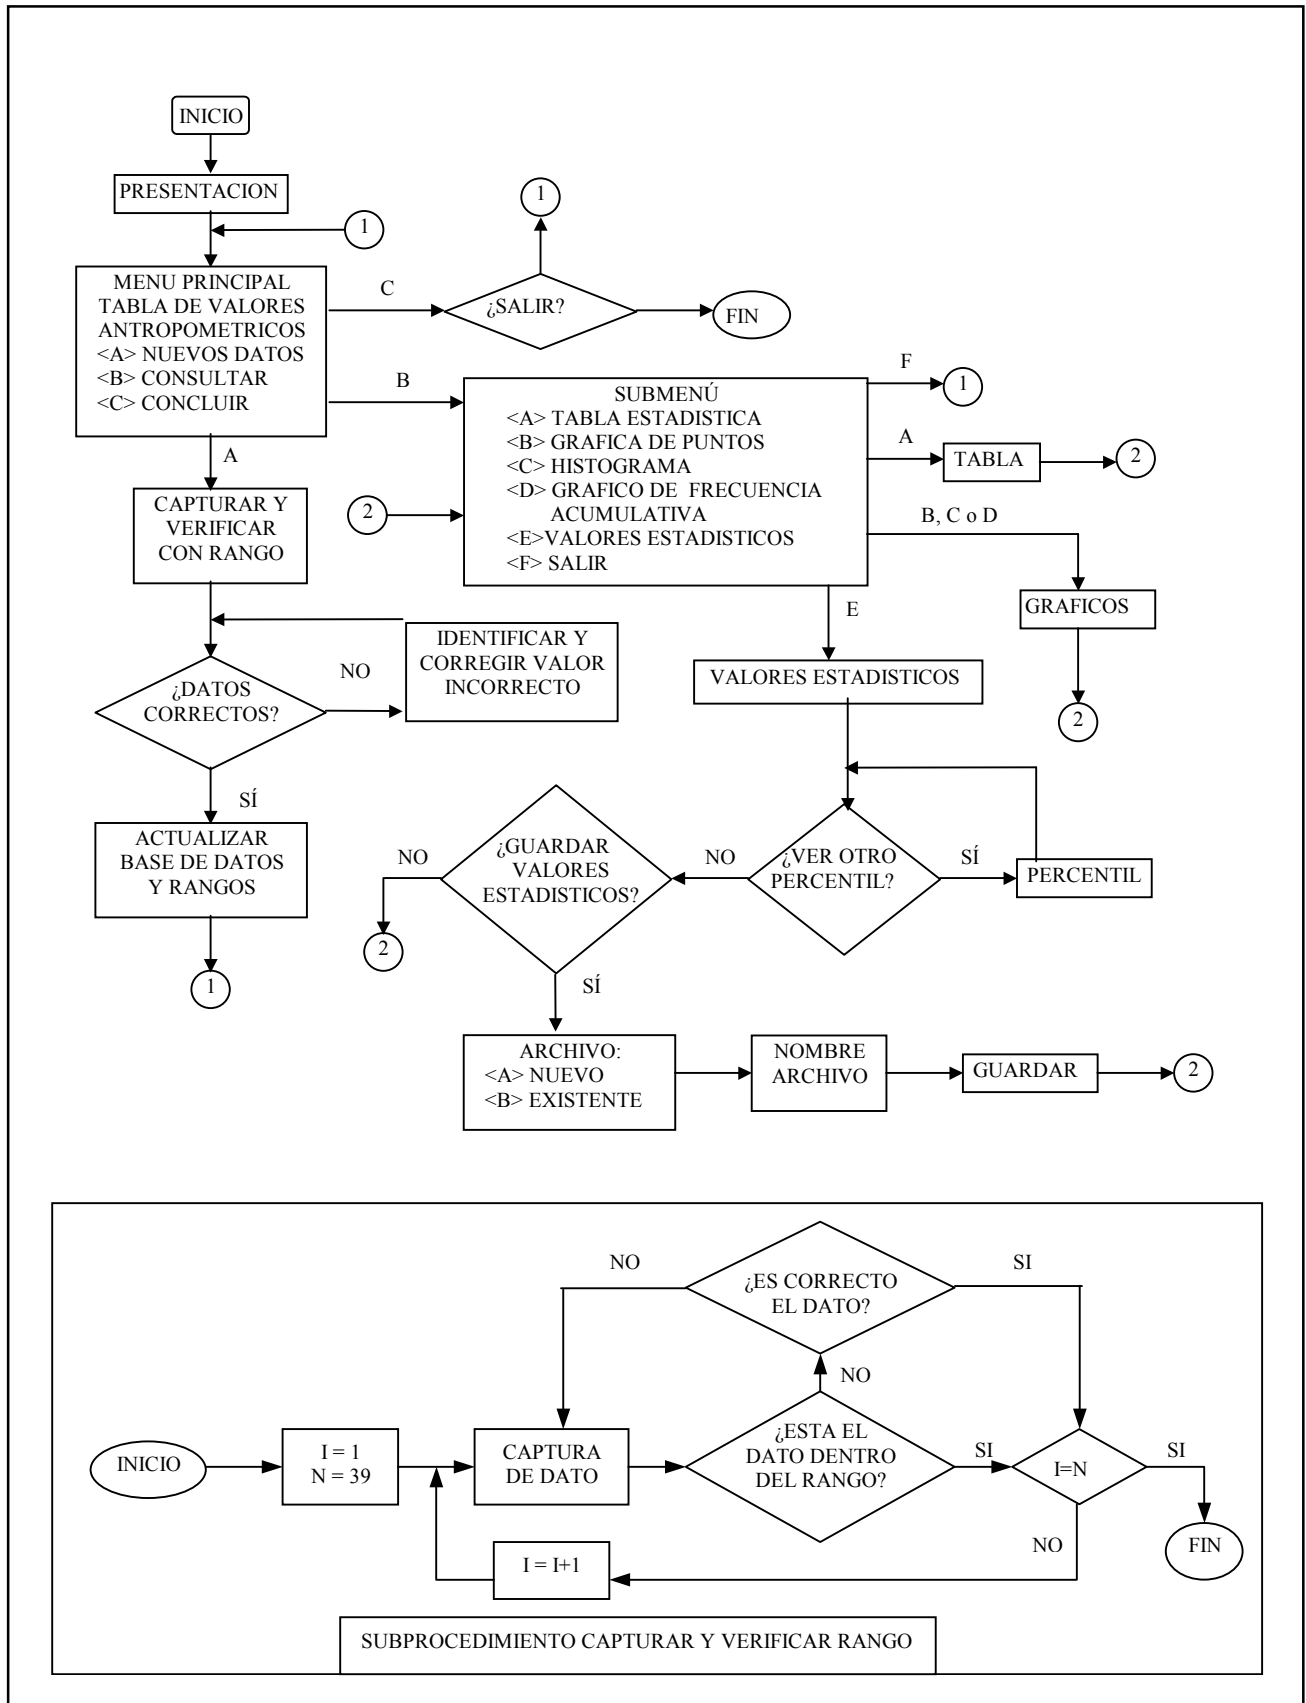 INICIO
PRESENTACION
1
1
MENU PRINCIPAL
TABLA DE VALORES
ANTROPOMETRICOS
<A> NUEVOS DATOS
<B> CONSULTAR
<C> CONCLUIR
C
¿SALIR?
FIN
B
SUBMENÚ
<A> TABLA ESTADISTICA
<B> GRAFICA DE PUNTOS
<C> HISTOGRAMA
<D> GRAFICO DE FRECUENCIA
ACUMULATIVA
<E>VALORES ESTADISTICOS
<F> SALIR
F
1
A
TABLA
2
B, C o D
GRAFICOS
2
2
A
CAPTURAR Y
VERIFICAR
CON RANGO
E
IDENTIFICAR Y
CORREGIR VALOR
INCORRECTO
NO
¿DATOS
CORRECTOS?
VALORES ESTADISTICOS
SÍ
ACTUALIZAR
BASE DE DATOS
Y RANGOS
1
NO
¿GUARDAR
VALORES
ESTADISTICOS?
NO
¿VER OTRO
PERCENTIL?
SÍ
PERCENTIL
2
SÍ
ARCHIVO:
<A> NUEVO
<B> EXISTENTE
NOMBRE
ARCHIVO
GUARDAR
2
NO
¿ES CORRECTO
EL DATO?
SI
NO
INICIO
I = 1
N = 39
CAPTURA
DE DATO
¿ESTA EL
DATO DENTRO
DEL RANGO?
SI
I=N
SI
NO
FIN
I = I+1
SUBPROCEDIMIENTO CAPTURAR Y VERIFICAR RANGO